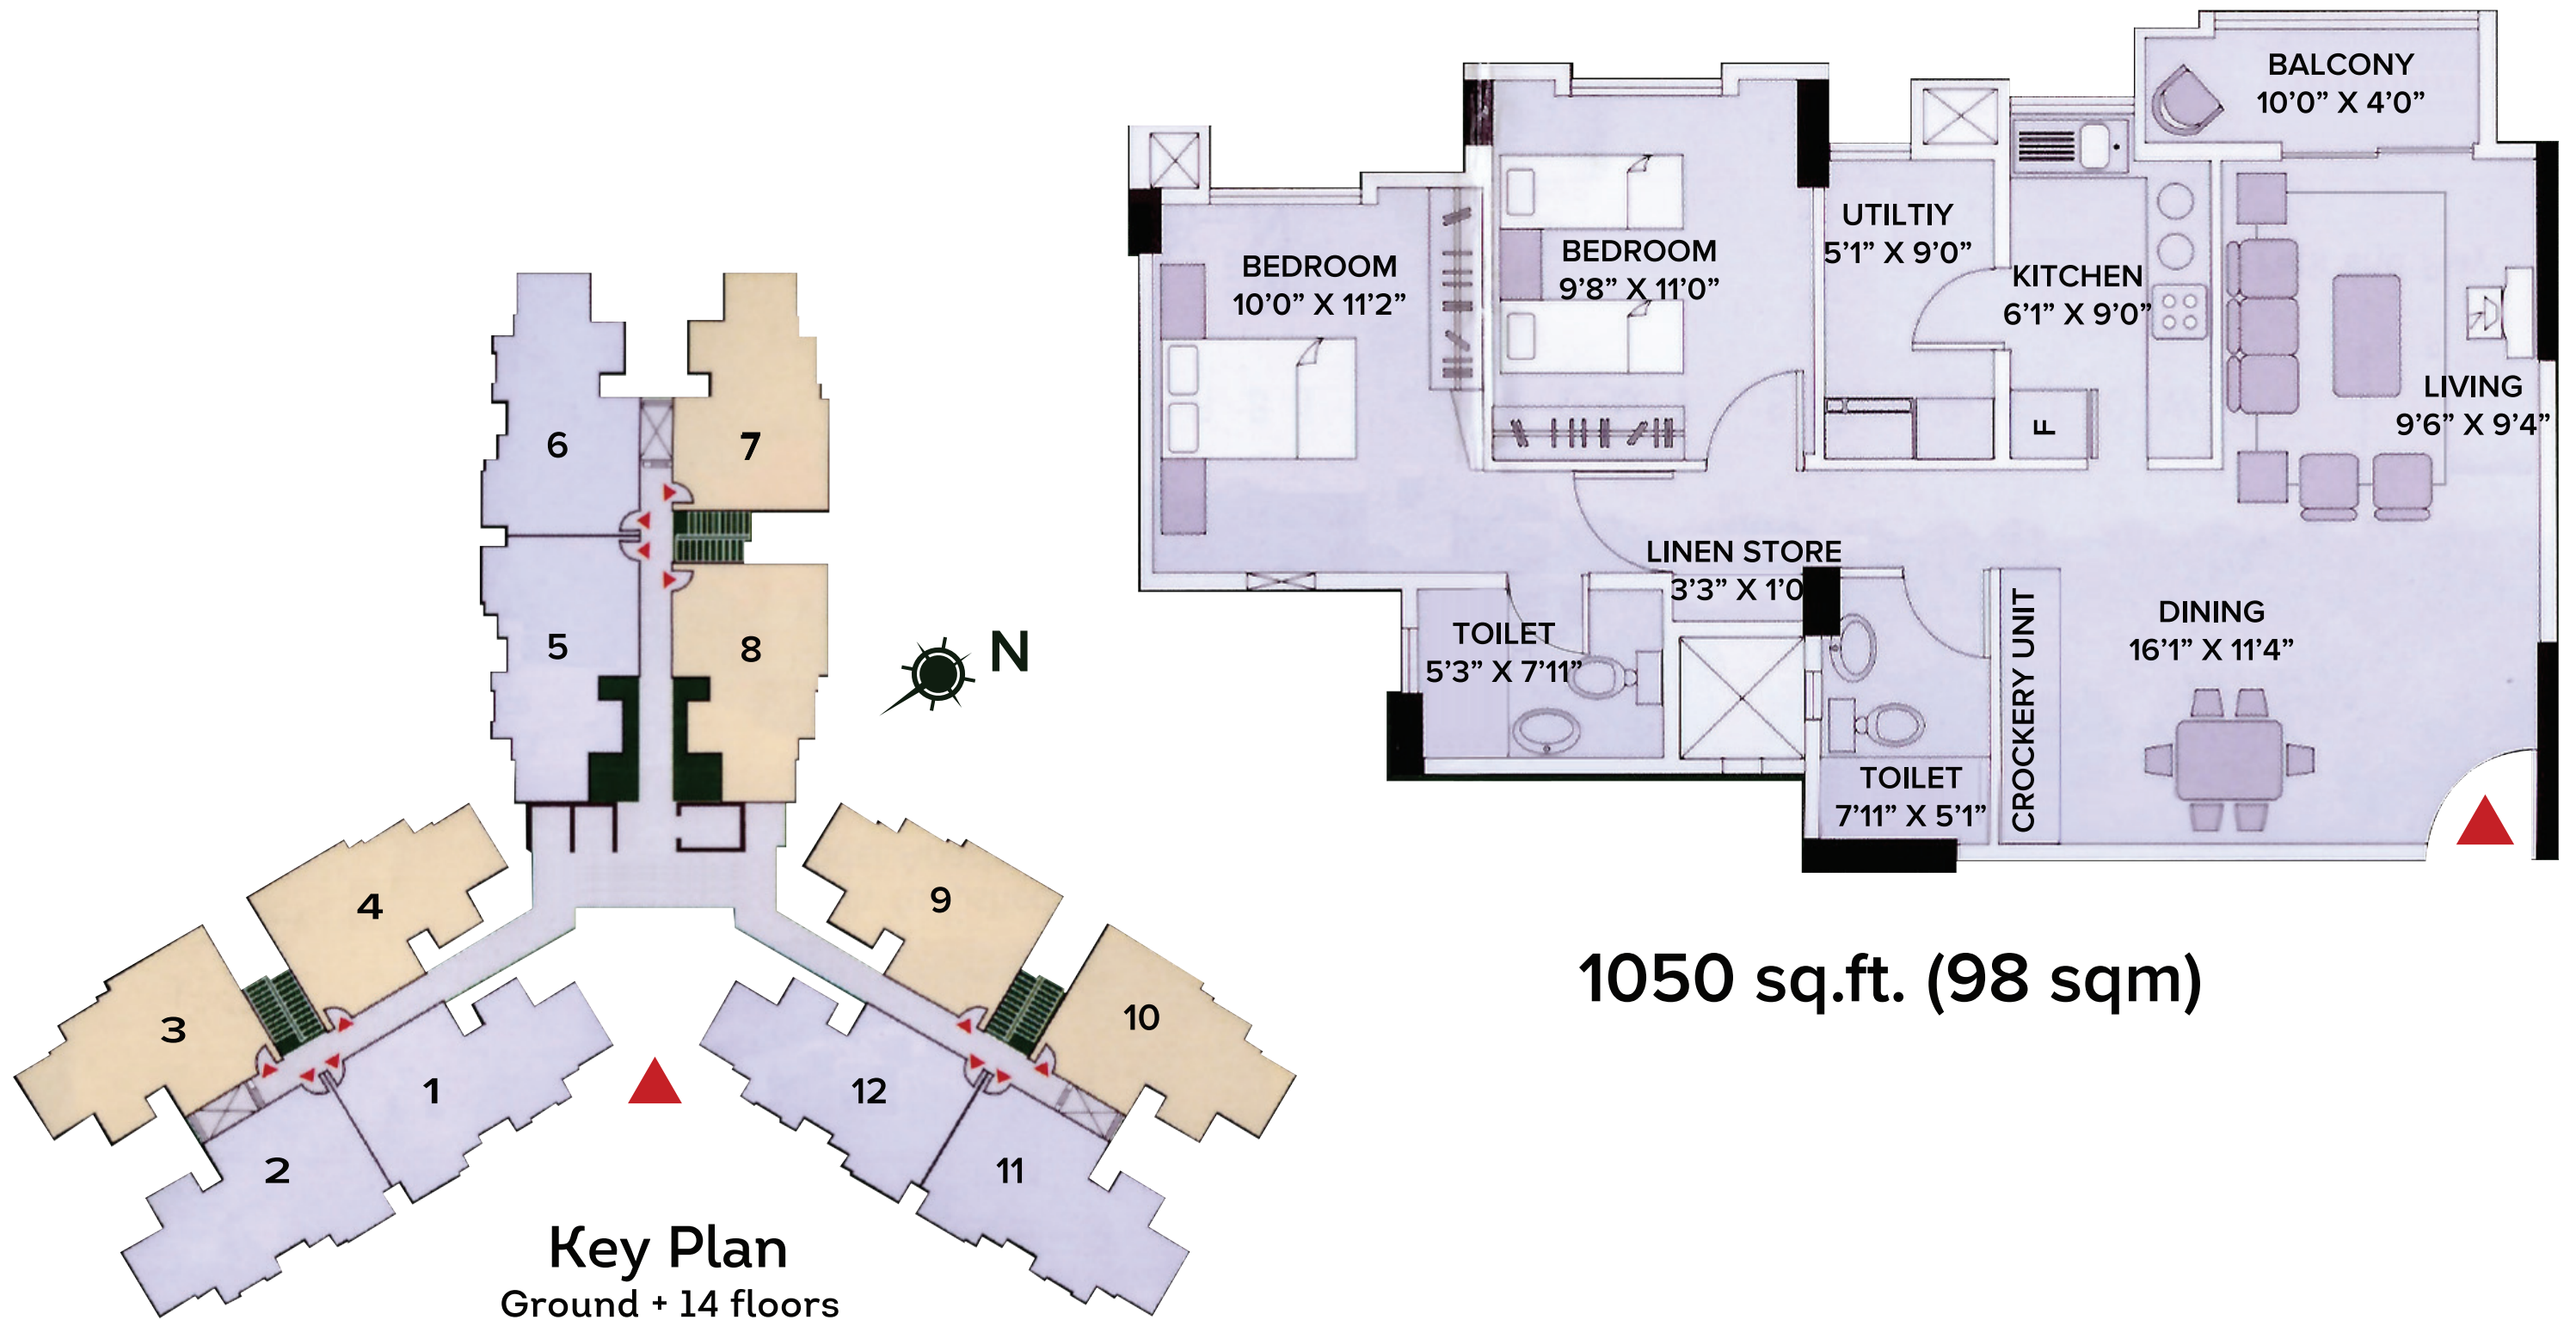 BALCONY
10’0” X 4’0”
UTILTIY
5’1” X 9’0”
BEDROOM
9’8” X 11’0”
BEDROOM
10’0” X 11’2”
KITCHEN
6’1” X 9’0”
LIVING
9’6” X 9’4”
F
LINEN STORE
3’3” X 1’0
TOILET
5’3” X 7’11”
CROCKERY UNIT
DINING
16’1” X 11’4”
TOILET
7’11” X 5’1”
1050 sq.ft. (98 sqm)
6
7
5
8
N
4
9
3
10
1
12
2
11
Key Plan
Ground + 14 floors